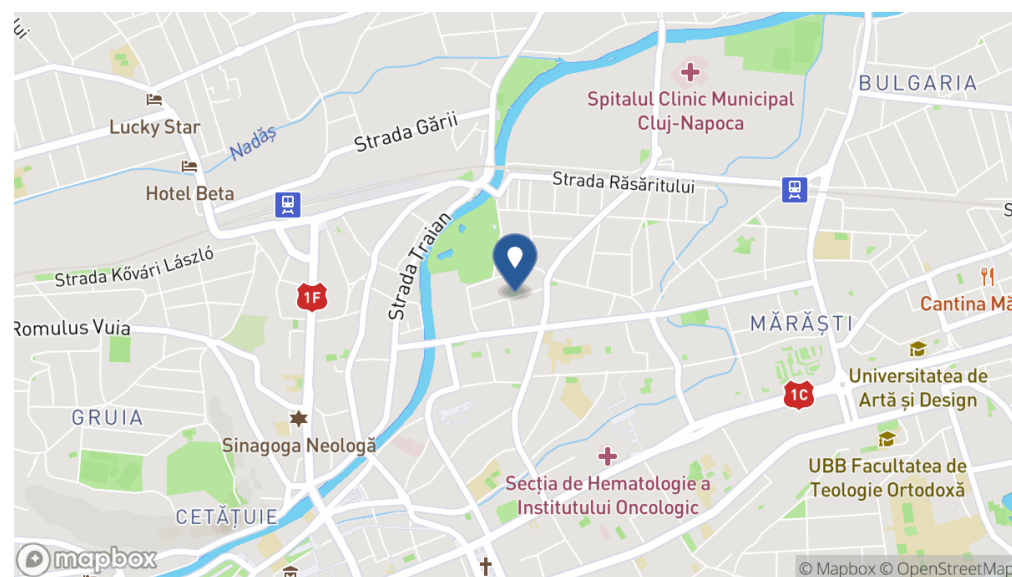 BULGARIA
Spitalul Clinic Municipal
Cluj-Napoca
Lucky Star
Strada Gării
Nadăș
Hotel Beta
Strada Răsăritului
Strada Traian
Strada Kővári László
1F
Cantina Mă
Romulus Vuia
MĂRĂȘTI
Universitatea de
Artă și Design
1C
GRUIA
Sinagoga Neologă
UBB Facultatea de
Teologie Ortodoxă
Secția de Hematologie a
Institutului Oncologic
CETĂȚUIE
mapbox
© Mapbox © OpenStreetMap